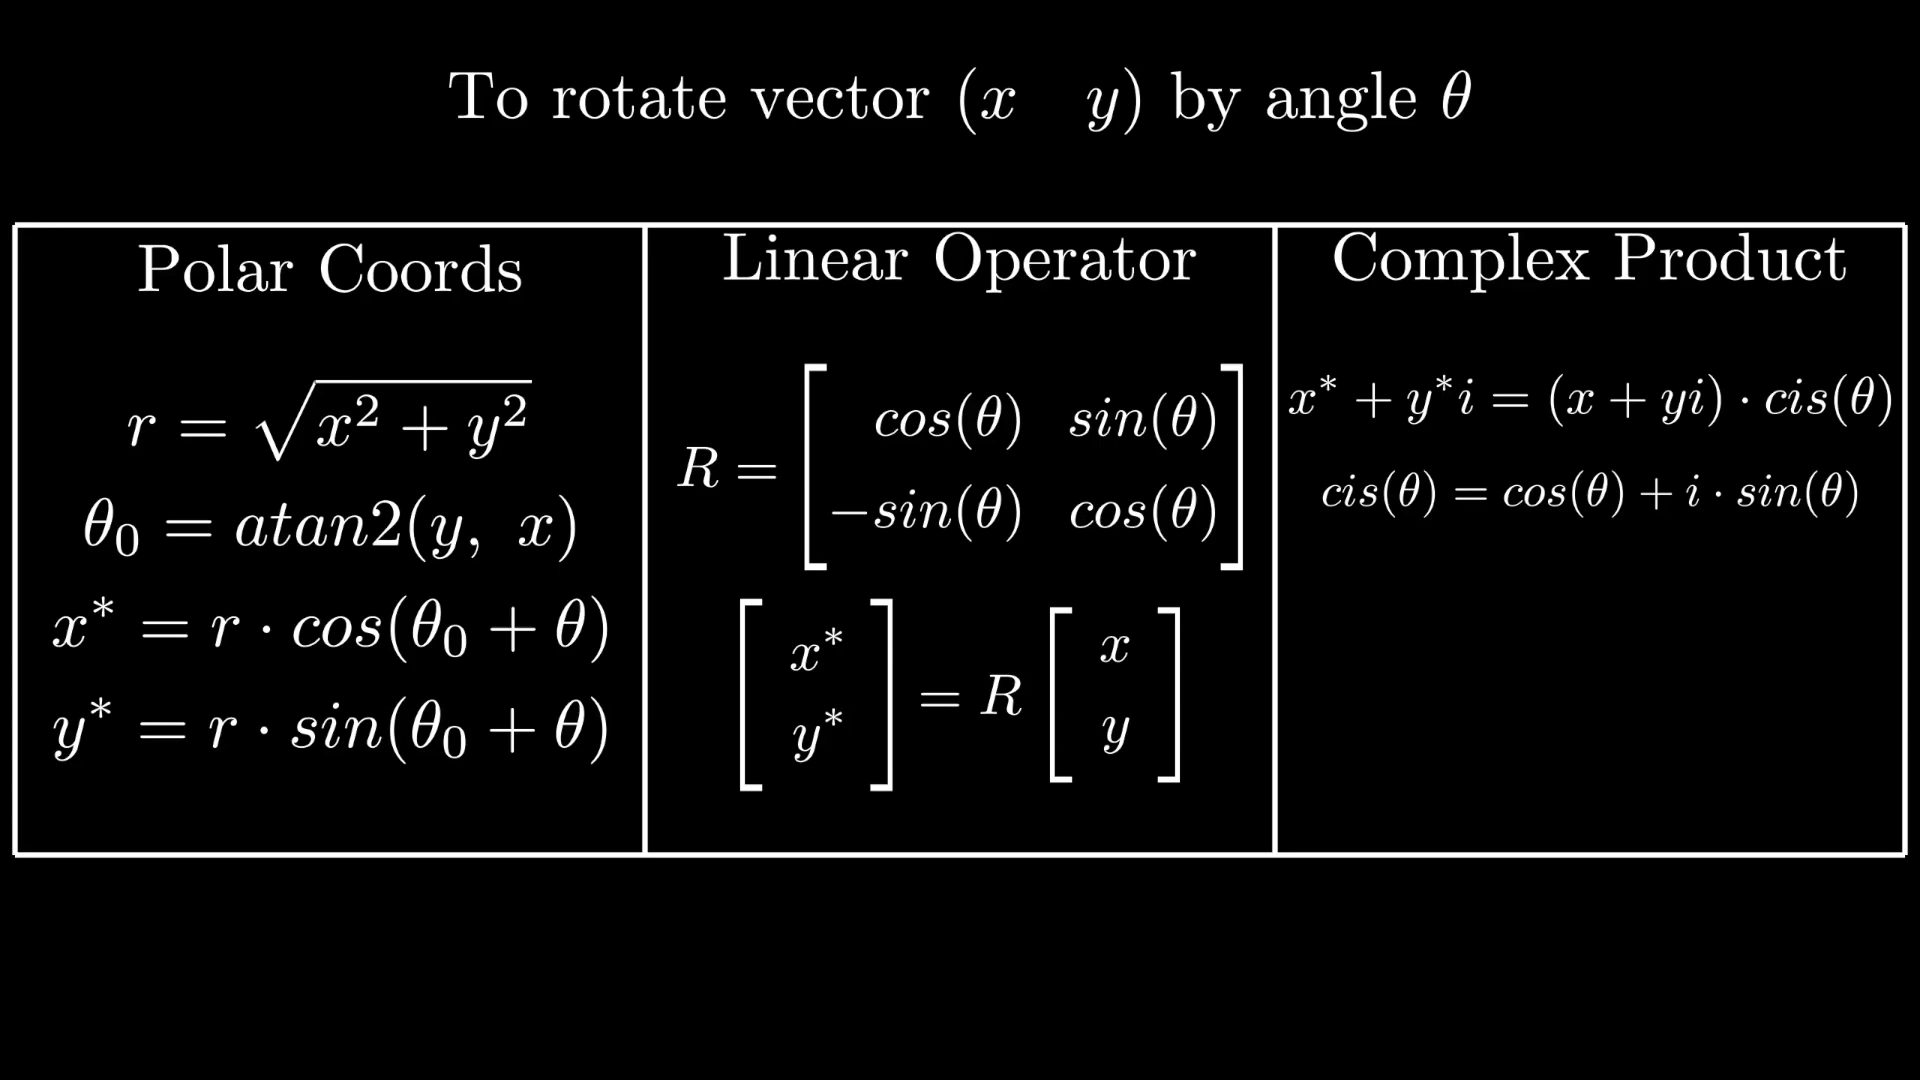 To rotate vector (x y) by angle θ
Polar Coords
r = √(x² + y²)
θ₀ = atan2(y, x)
x* = r · cos(θ₀ + θ)
y* = r · sin(θ₀ + θ)
Linear Operator
R = [ cos(θ) sin(θ)
−sin(θ) cos(θ) ]
[ x* y* ] = R [ x y ]
Complex Product
x* + y*i = (x + yi) · cis(θ)
cis(θ) = cos(θ) + i · sin(θ)